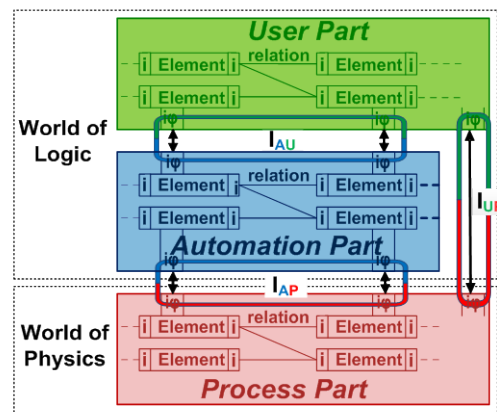 User Part
relation
i Element i i Element i
i Element i i Element i
iφ iφ iφ
World of
Logic
I_AU
iφ iφ
relation
I_UP
i Element i i Element i
i Element i i Element i
Automation Part
iφ iφ
I_AP
iφ iφ iφ
World of
Physics
relation
i Element i i Element i
i Element i i Element i
Process Part